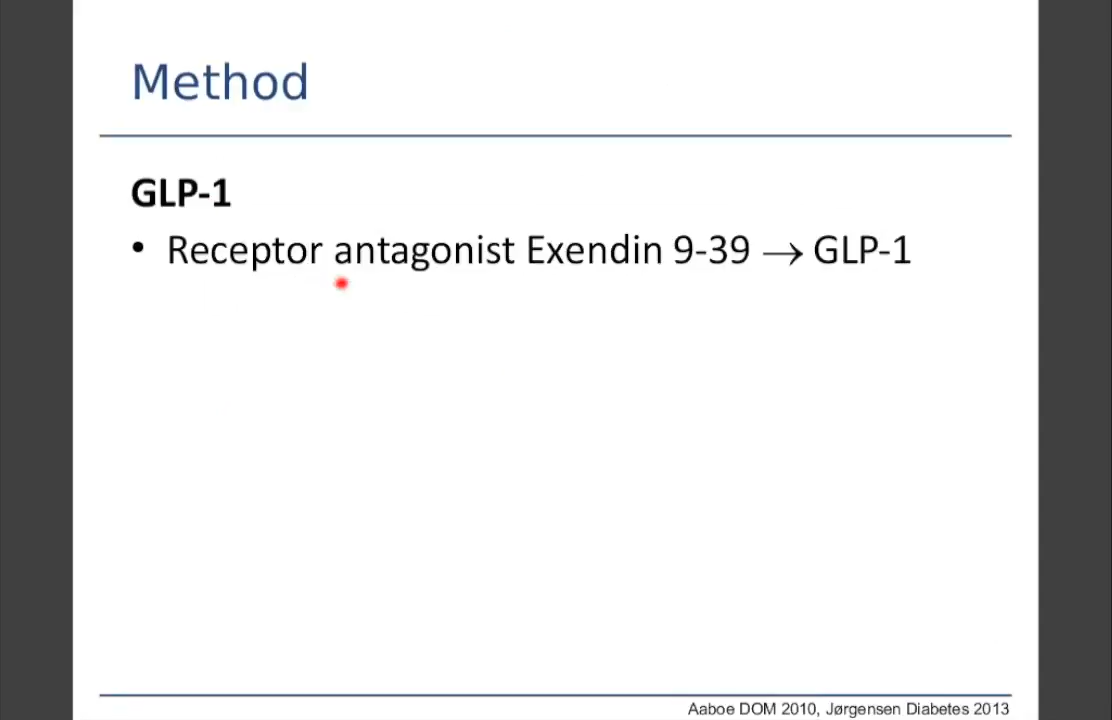 Method
GLP-1
• Receptor antagonist Exendin 9-39 → GLP-1
Aaboe DOM 2010, Jørgensen Diabetes 2013